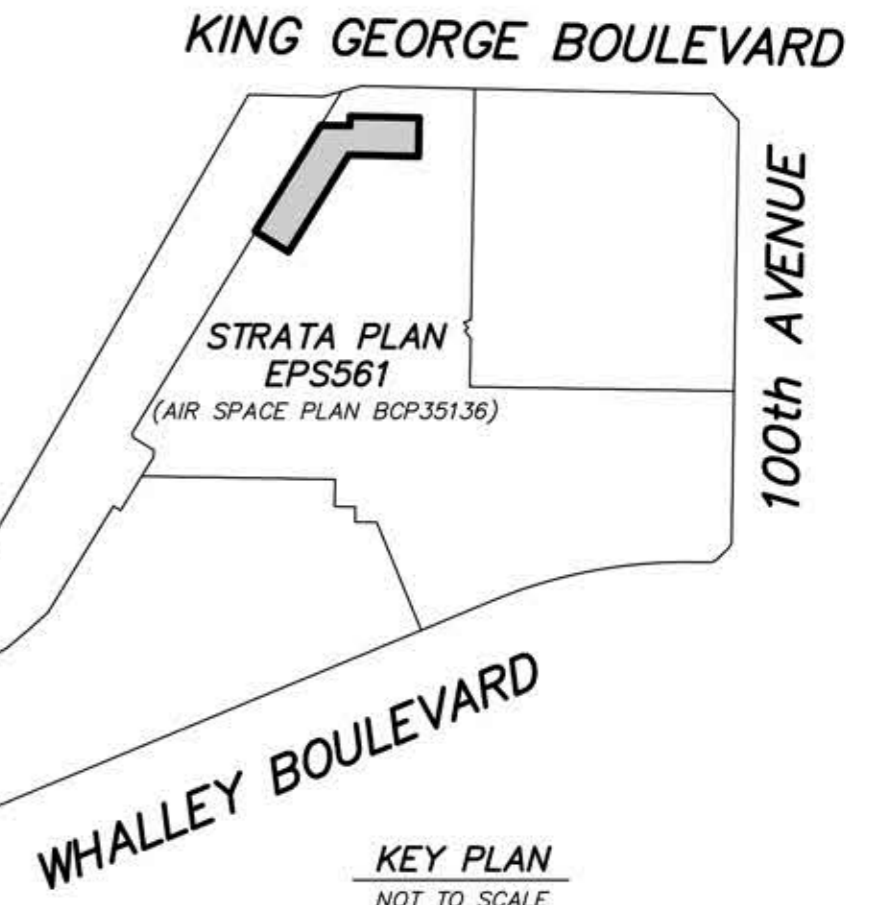 KING GEORGE BOULEVARD
100th AVENUE
STRATA PLAN
EPS561
(AIR SPACE PLAN BCP35136)
WHALLEY BOULEVARD
KEY PLAN
NOT TO SCALE